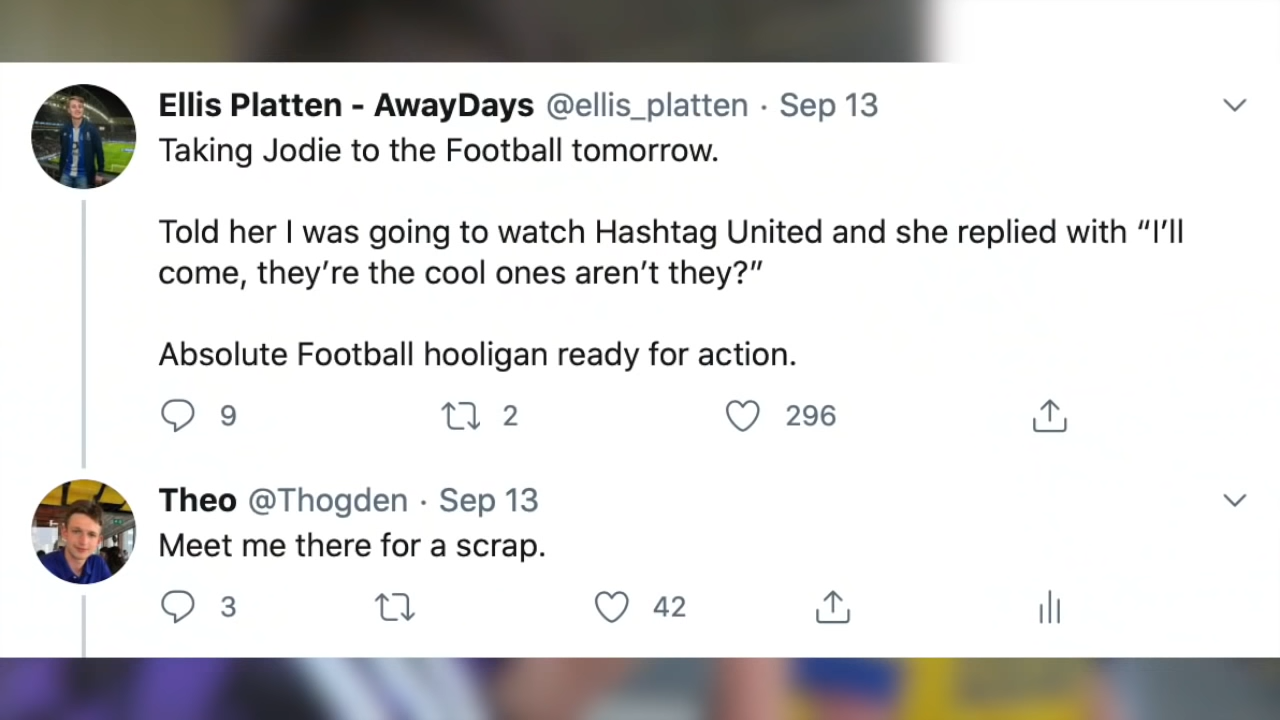 Ellis Platten - AwayDays @ellis_platten · Sep 13
Taking Jodie to the Football tomorrow.
Told her I was going to watch Hashtag United and she replied with “I’ll
come, they’re the cool ones aren’t they?”
Absolute Football hooligan ready for action.
9 2 296
Theo @Thogden · Sep 13
Meet me there for a scrap.
3 42